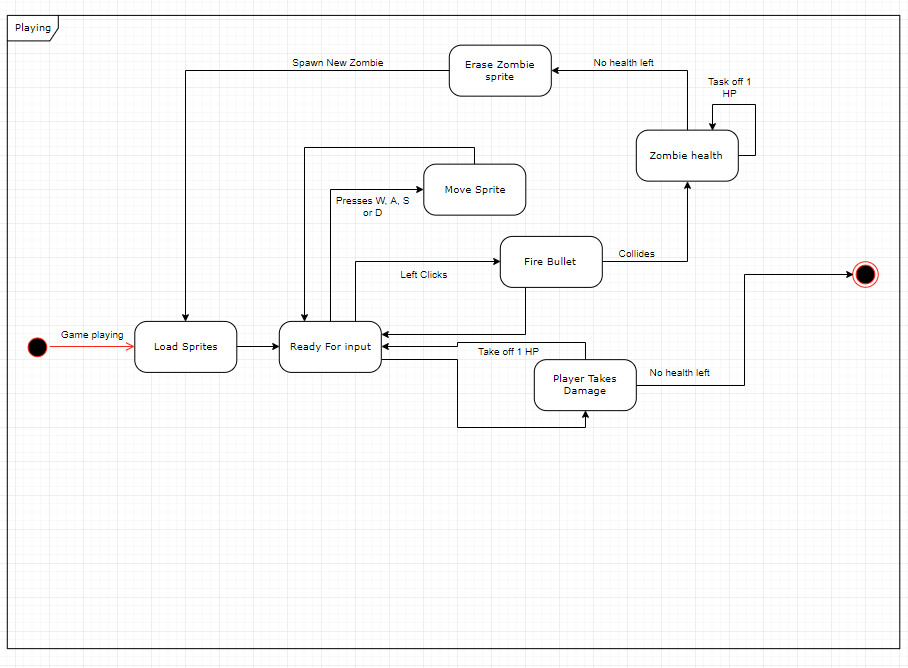 Playing
Spawn New Zombie
Erase Zombie
sprite
No health left
Task off 1
HP
Zombie health
Move Sprite
Presses W, A, S
or D
Fire Bullet
Collides
Left Clicks
Game playing
Load Sprites
Ready For input
Take off 1 HP
Player Takes
Damage
No health left